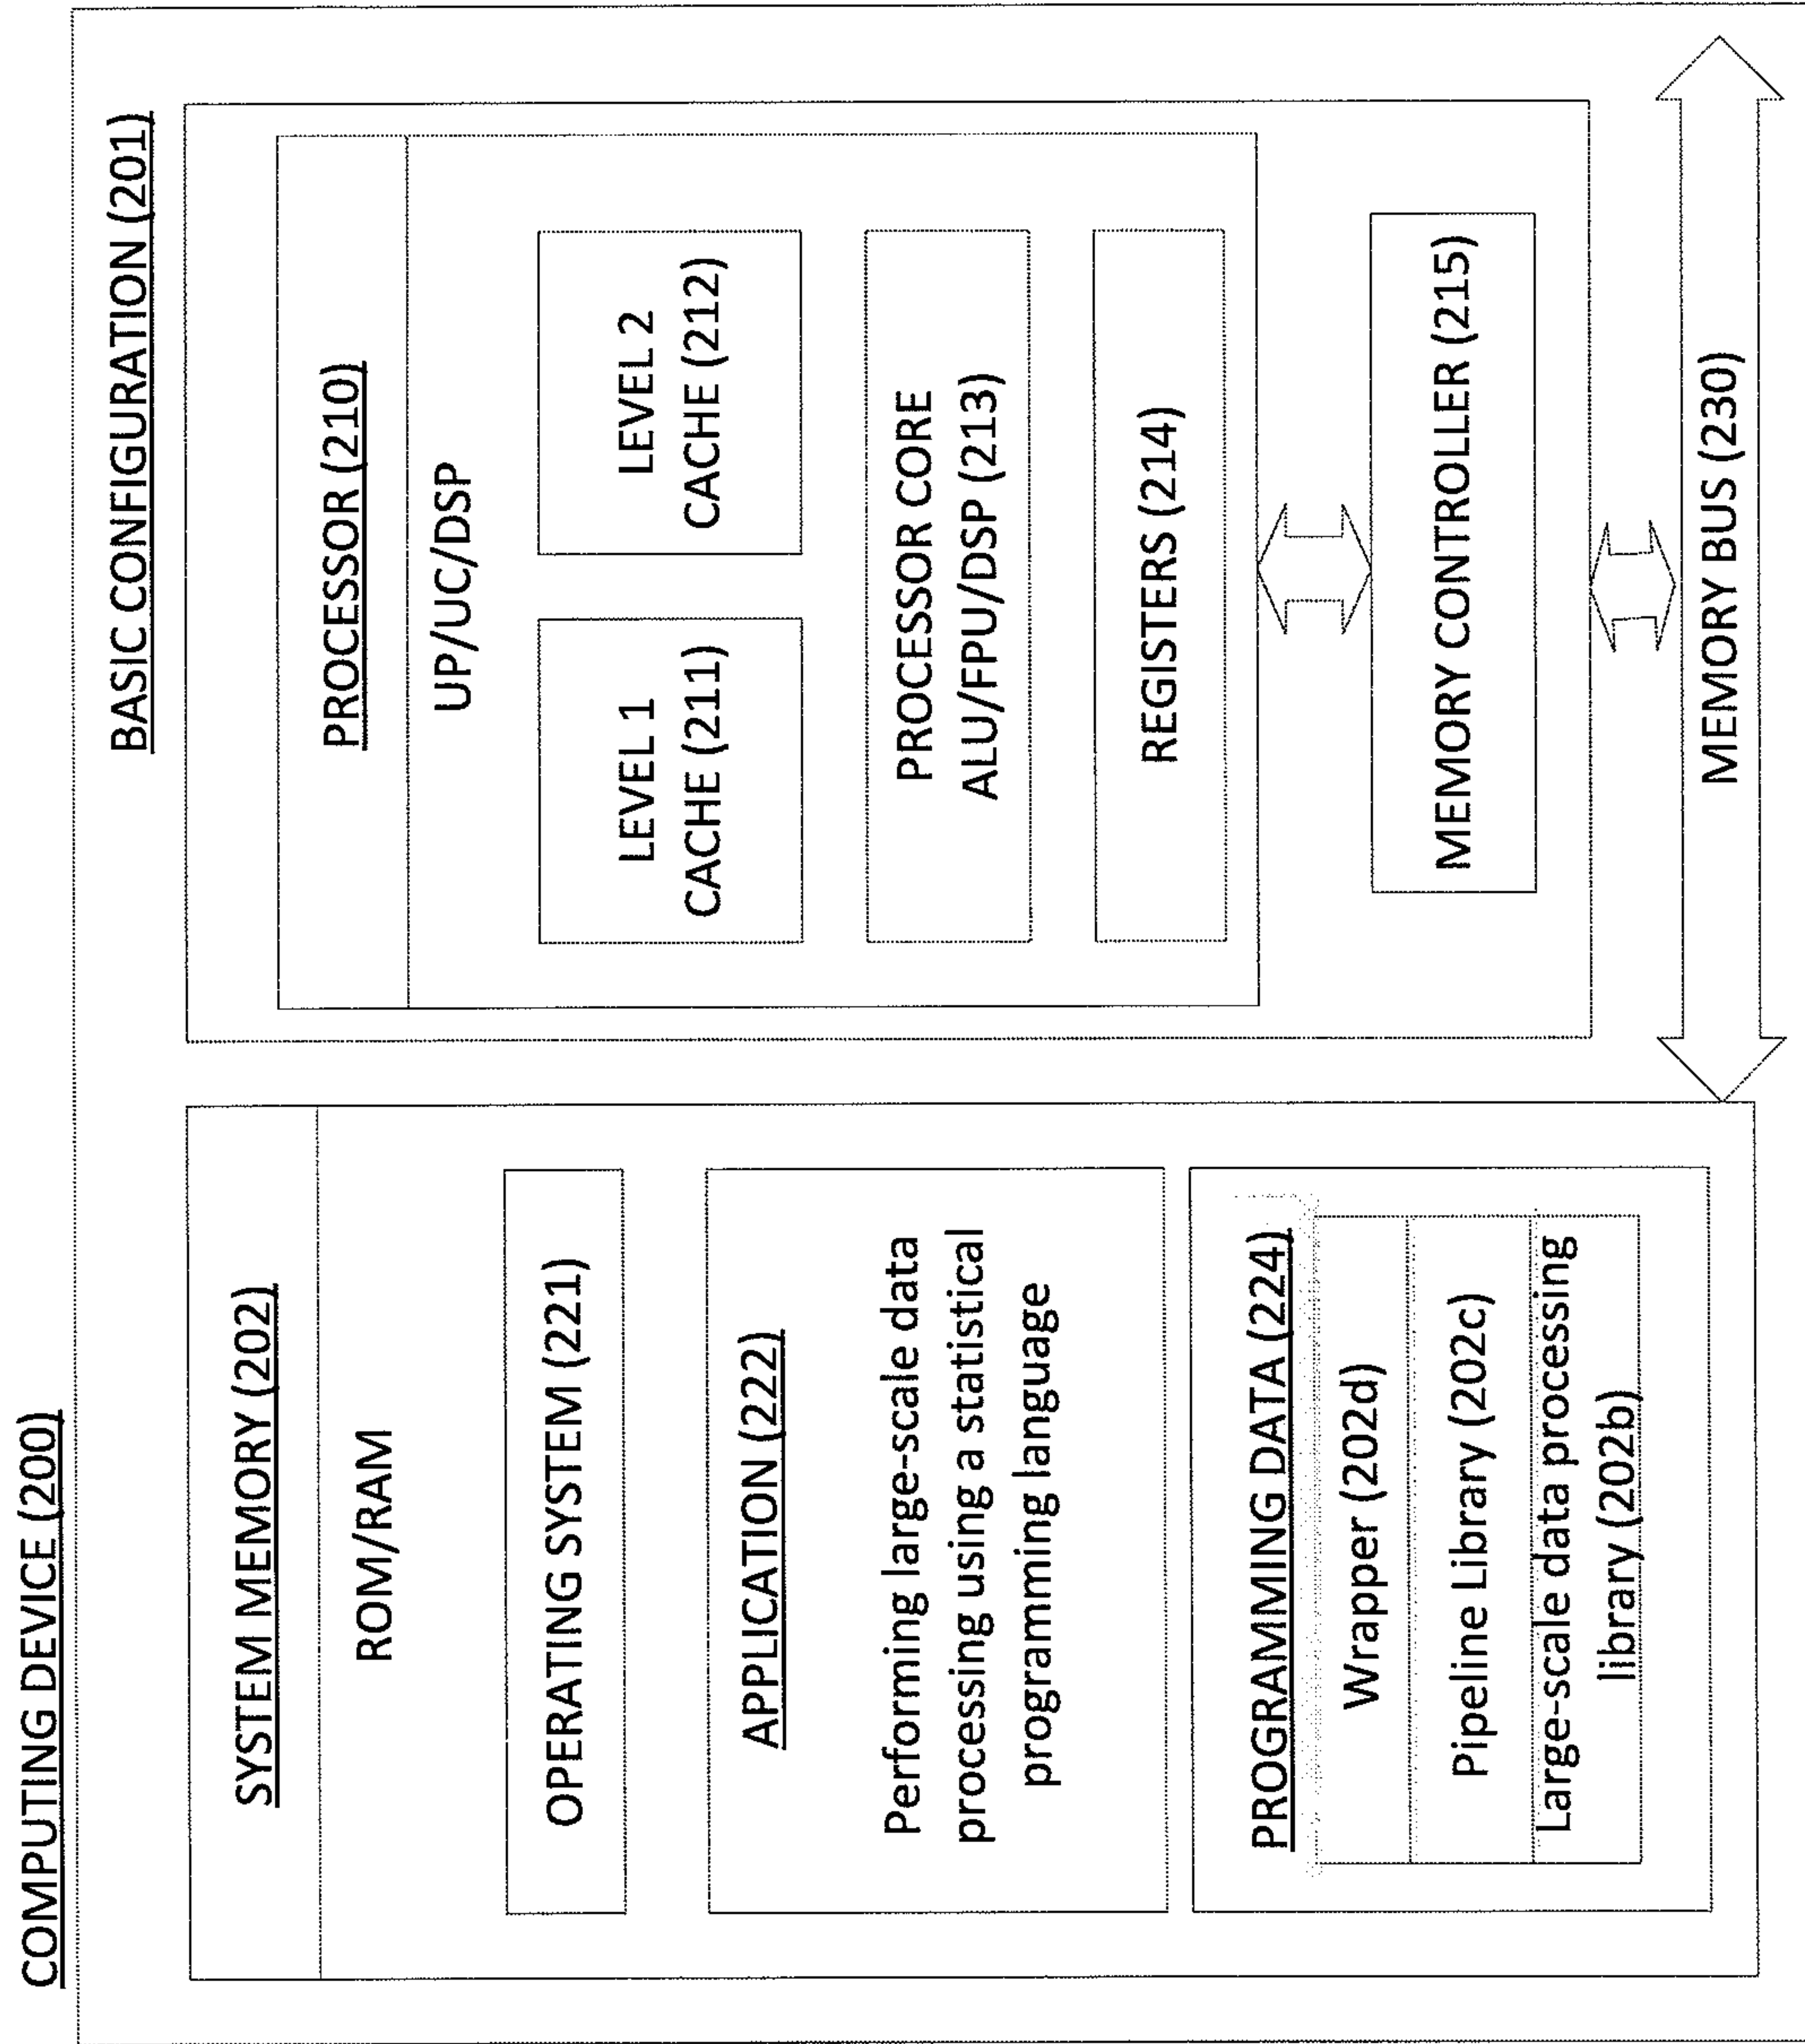 COMPUTING DEVICE (200)
SYSTEM MEMORY (202)
ROM/RAM
OPERATING SYSTEM (221)
APPLICATION (222)
Performing large-scale data
processing using a statistical
programming language
PROGRAMMING DATA (224)
Wrapper (202d)
Pipeline Library (202c)
Large-scale data processing
library (202b)
BASIC CONFIGURATION (201)
PROCESSOR (210)
UP/UC/DSP
LEVEL 1
CACHE (211)
LEVEL 2
CACHE (212)
PROCESSOR CORE
ALU/FPU/DSP (213)
REGISTERS (214)
MEMORY CONTROLLER (215)
MEMORY BUS (230)